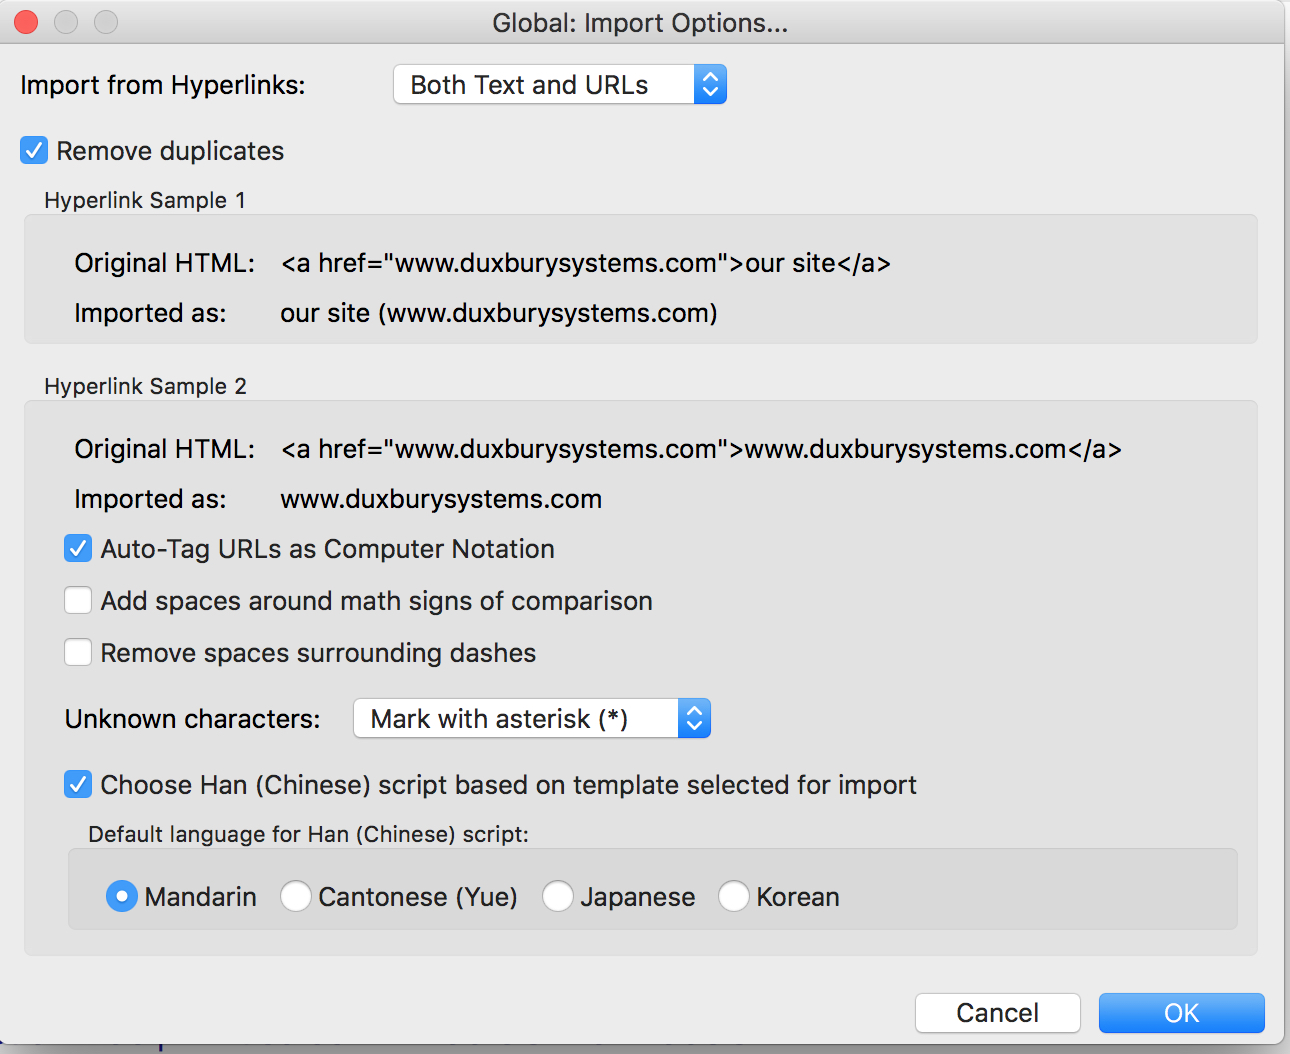 Global: Import Options...
Import from Hyperlinks: Both Text and URLs
Remove duplicates
Hyperlink Sample 1
Original HTML: <a href="www.duxburysystems.com">our site</a>
Imported as: our site (www.duxburysystems.com)
Hyperlink Sample 2
Original HTML: <a href="www.duxburysystems.com">www.duxburysystems.com</a>
Imported as: www.duxburysystems.com
Auto-Tag URLs as Computer Notation
Add spaces around math signs of comparison
Remove spaces surrounding dashes
Unknown characters: Mark with asterisk (*)
Choose Han (Chinese) script based on template selected for import
Default language for Han (Chinese) script:
Mandarin Cantonese (Yue) Japanese Korean
Cancel OK